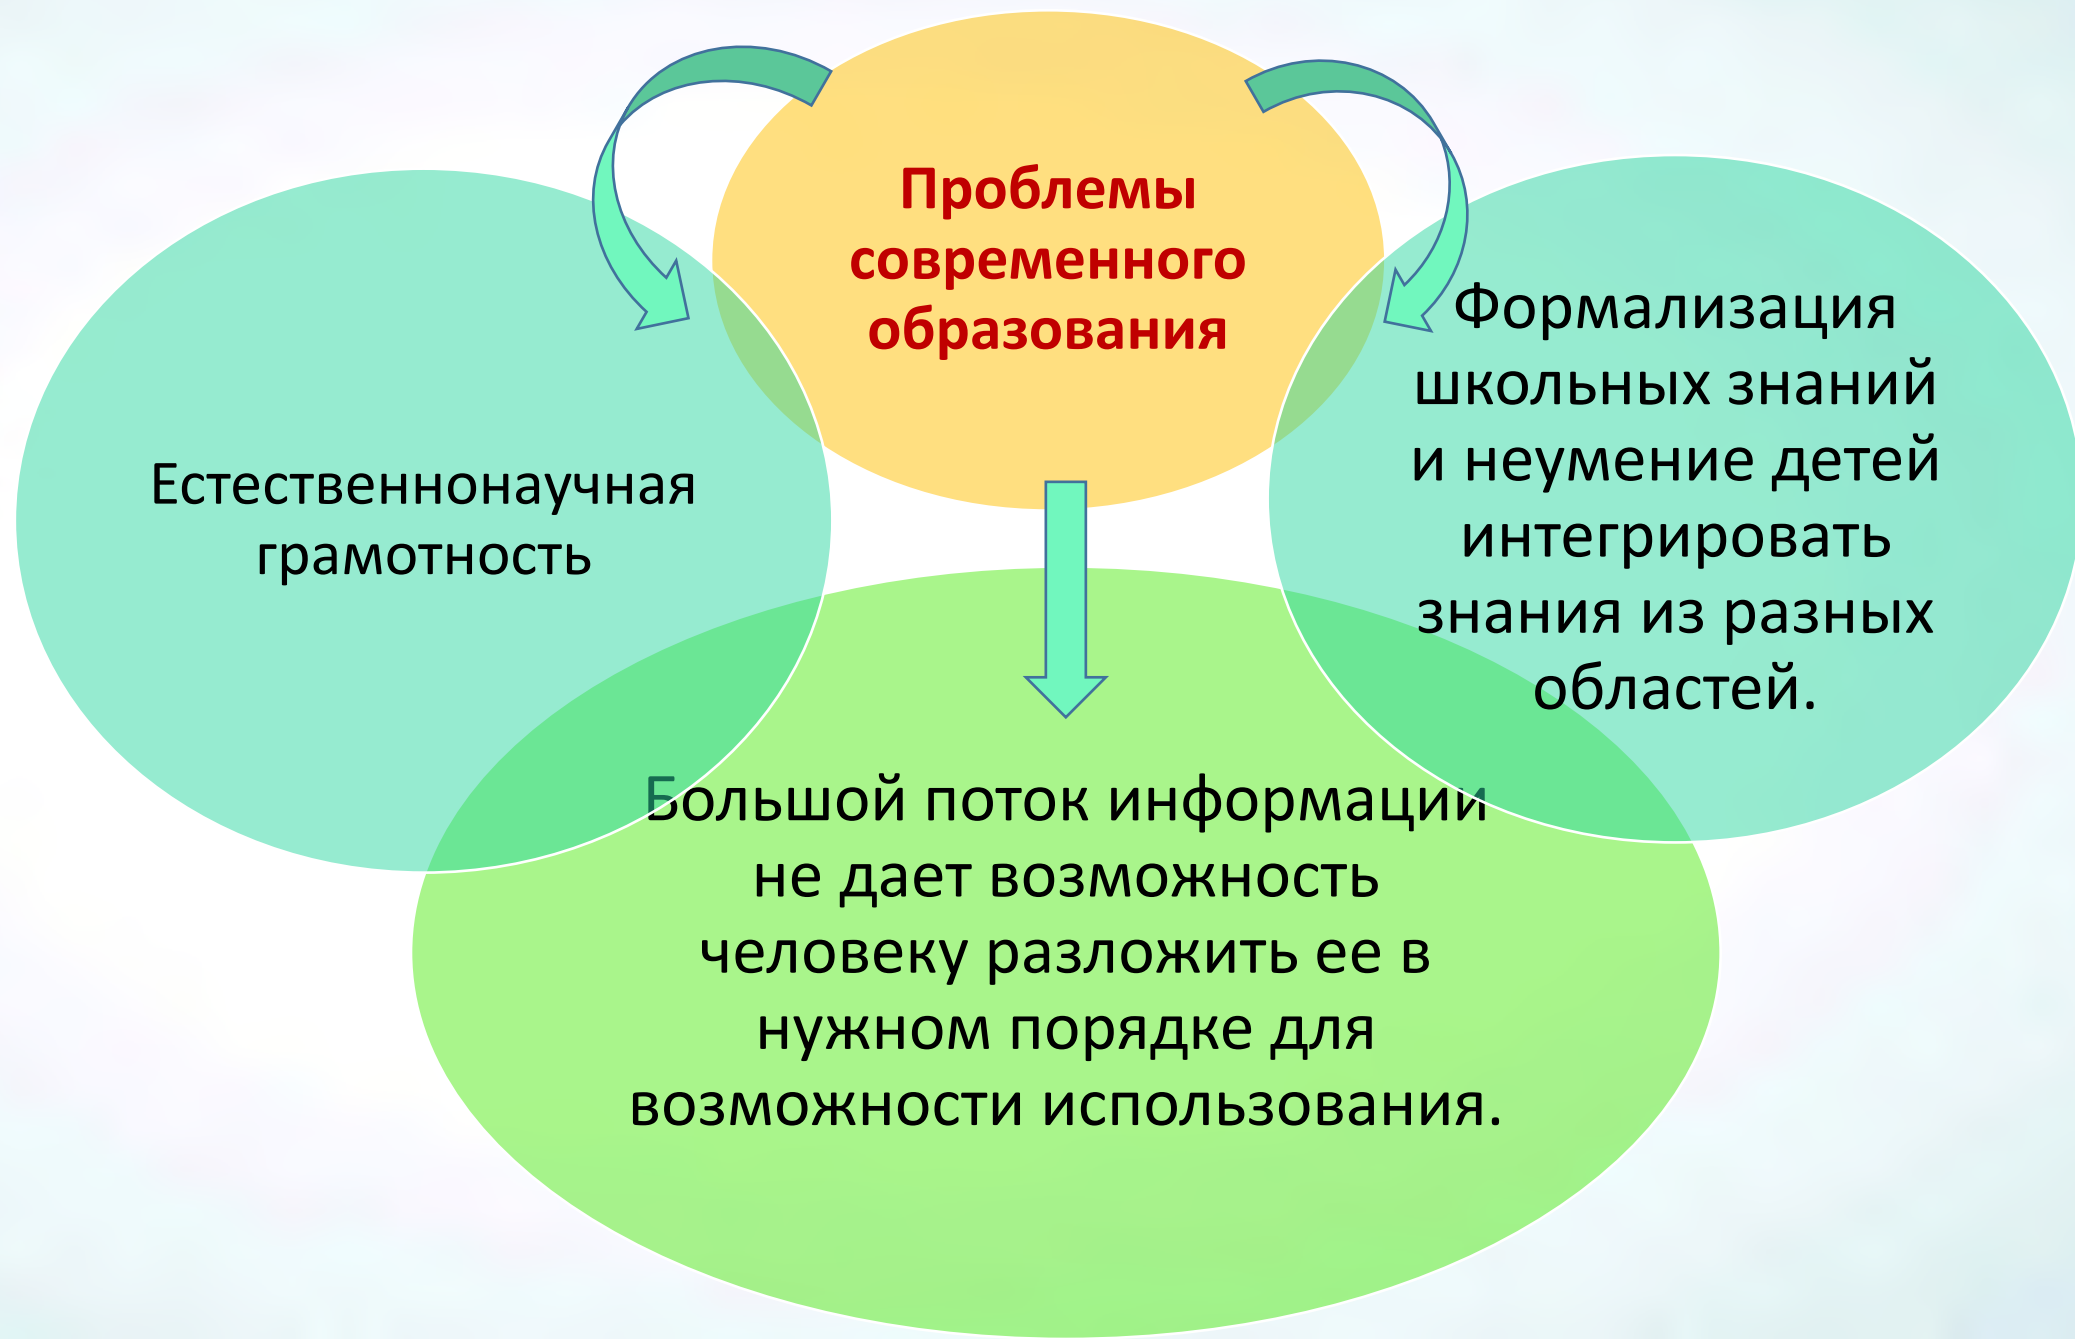 Проблемы
современного
образования
Естественнонаучная
грамотность
Формализация
школьных знаний
и неумение детей
интегрировать
знания из разных
областей.
Большой поток информации
не дает возможность
человеку разложить ее в
нужном порядке для
возможности использования.